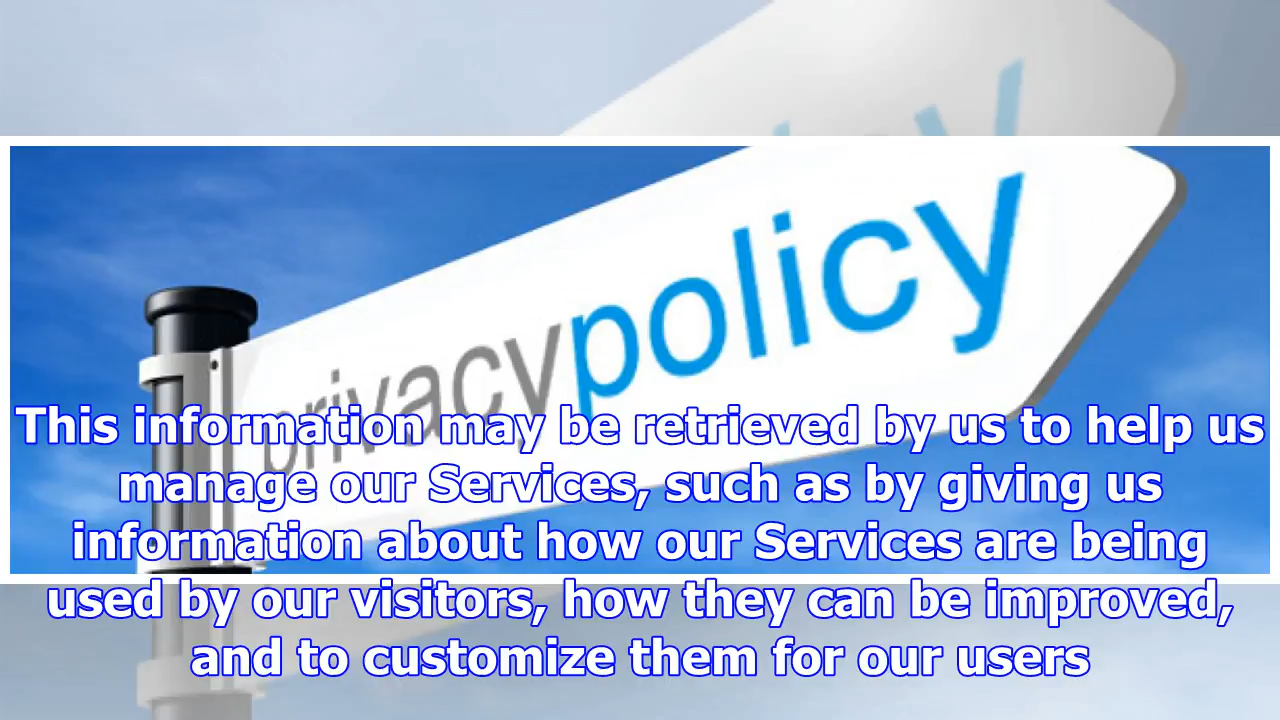 privacypolicy
This information may be retrieved by us to help us
manage our Services, such as by giving us
information about how our Services are being
used by our visitors, how they can be improved,
and to customize them for our users